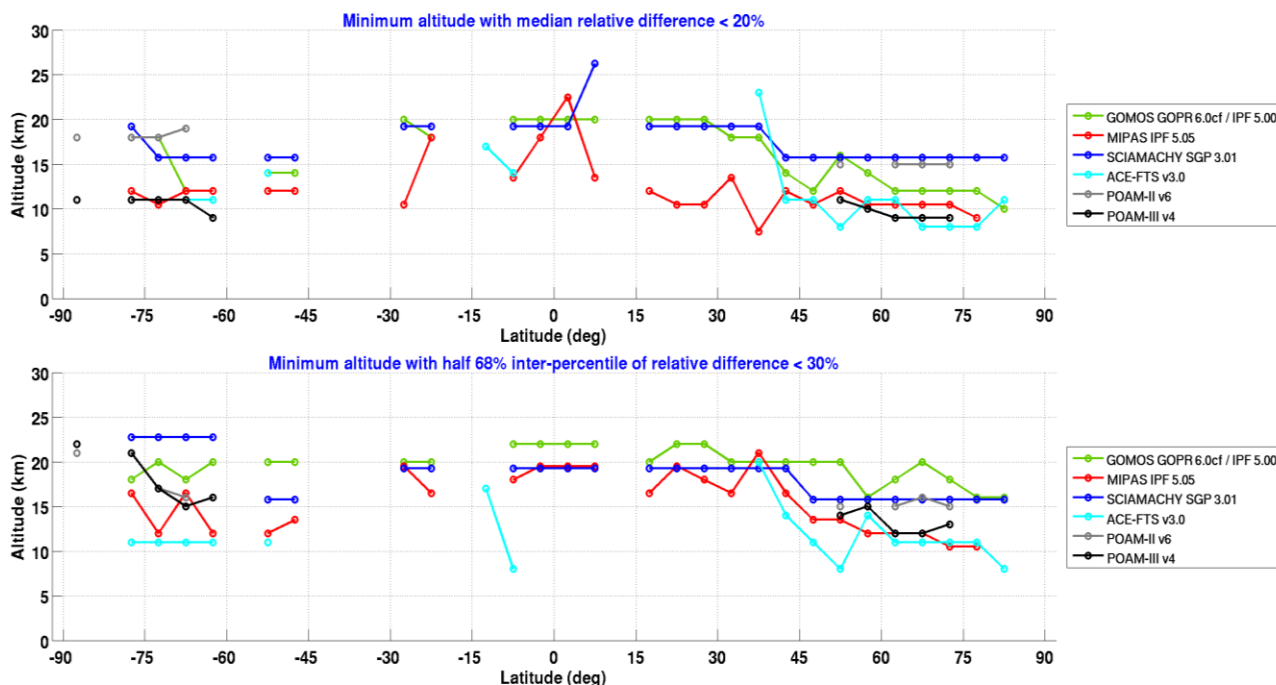 Minimum altitude with median relative difference < 20%
Altitude (km)
30
25
20
15
10
5
0
-90 -75 -60 -45 -30 -15 0 15 30 45 60 75 90
Latitude (deg)
GOMOS GOPR 6.0cf / IPF 5.00
MIPAS IPF 5.05
SCIAMACHY SGP 3.01
ACE-FTS v3.0
POAM-II v6
POAM-III v4
Minimum altitude with half 68% inter-percentile of relative difference < 30%
Altitude (km)
30
25
20
15
10
5
0
-90 -75 -60 -45 -30 -15 0 15 30 45 60 75 90
Latitude (deg)
GOMOS GOPR 6.0cf / IPF 5.00
MIPAS IPF 5.05
SCIAMACHY SGP 3.01
ACE-FTS v3.0
POAM-II v6
POAM-III v4